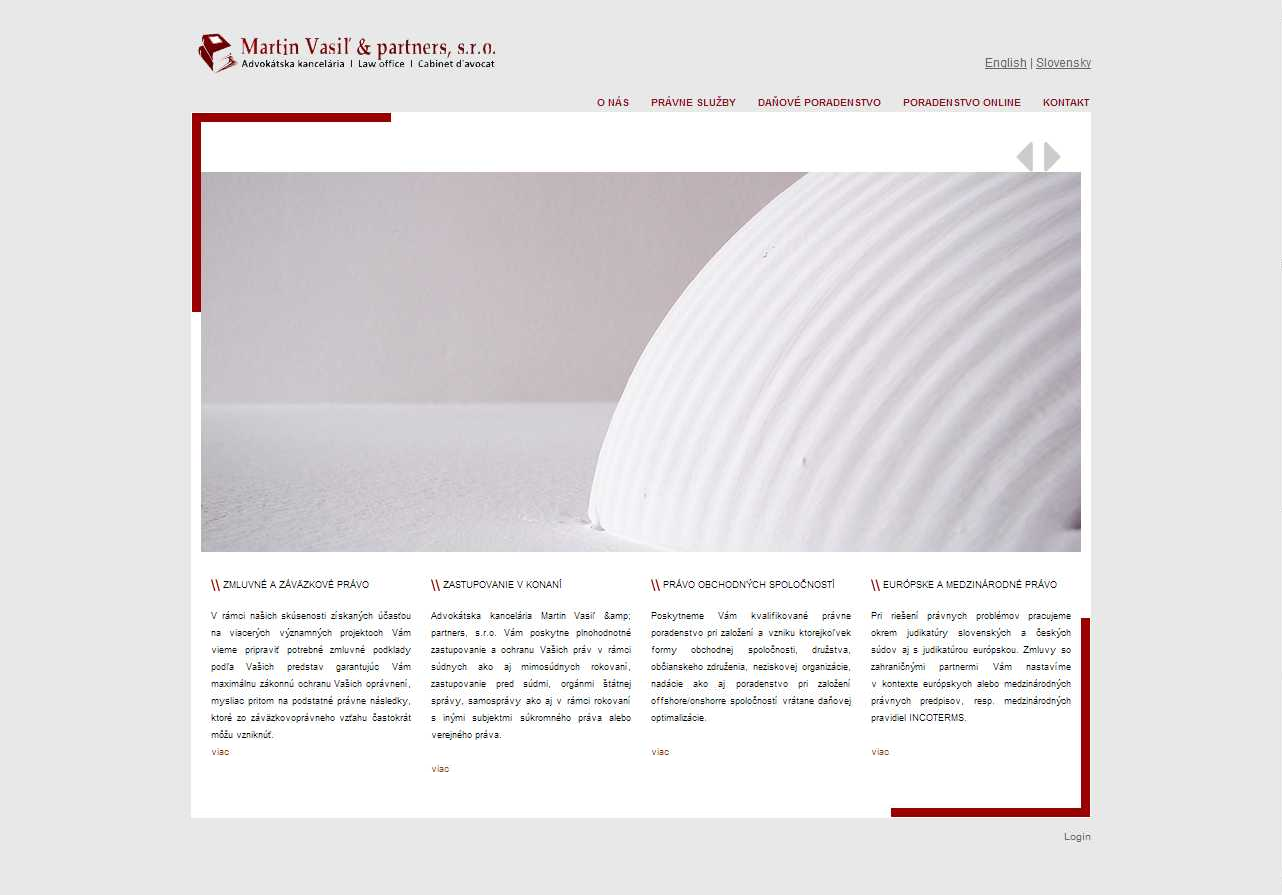 Martin Vasiľ & partners, s.r.o.
Advokátska kancelária | Law office | Cabinet d'avocat
English | Slovensky
O NÁS PRÁVNE SLUŽBY DAŇOVÉ PORADENSTVO PORADENSTVO ONLINE KONTAKT
\\ ZMLUVNÉ A ZÁVÄZKOVÉ PRÁVO
V rámci našich skúsenosti získaných účasťou
na viacerých významných projektoch Vám
vieme pripraviť potrebné zmluvné podklady
podľa Vašich predstav garantujúc Vám
maximálnu zákonnú ochranu Vašich oprávnení,
mysliac pritom na podstatné právne následky,
ktoré zo záväzkovoprávneho vzťahu častokrát
môžu vzniknúť.
viac
\\ ZASTUPOVANIE V KONANÍ
Advokátska kancelária Martin Vasiľ &amp;
partners, s.r.o. Vám poskytne plnohodnotné
zastupovanie a ochranu Vašich práv v rámci
súdnych ako aj mimosúdnych rokovaní,
zastupovanie pred súdmi, orgánmi štátnej
správy, samosprávy ako aj v rámci rokovaní
s inými subjektmi súkromného práva alebo
verejného práva.
viac
\\ PRÁVO OBCHODNÝCH SPOLOČNOSTÍ
Poskytneme Vám kvalifikované právne
poradenstvo pri založení a vzniku ktorejkoľvek
formy obchodnej spoločnosti, družstva,
občianskeho združenia, neziskovej organizácie,
nadácie ako aj poradenstvo pri založení
offshore/onshorre spoločností vrátane daňovej
optimalizácie.
viac
\\ EURÓPSKE A MEDZINÁRODNÉ PRÁVO
Pri riešení právnych problémov pracujeme
okrem judikatúry slovenských a českých
súdov aj s judikatúrou európskou. Zmluvy so
zahraničnými partnermi Vám nastavíme
v kontexte európskych alebo medzinárodných
právnych predpisov, resp. medzinárodných
pravidiel INCOTERMS.
viac
Login